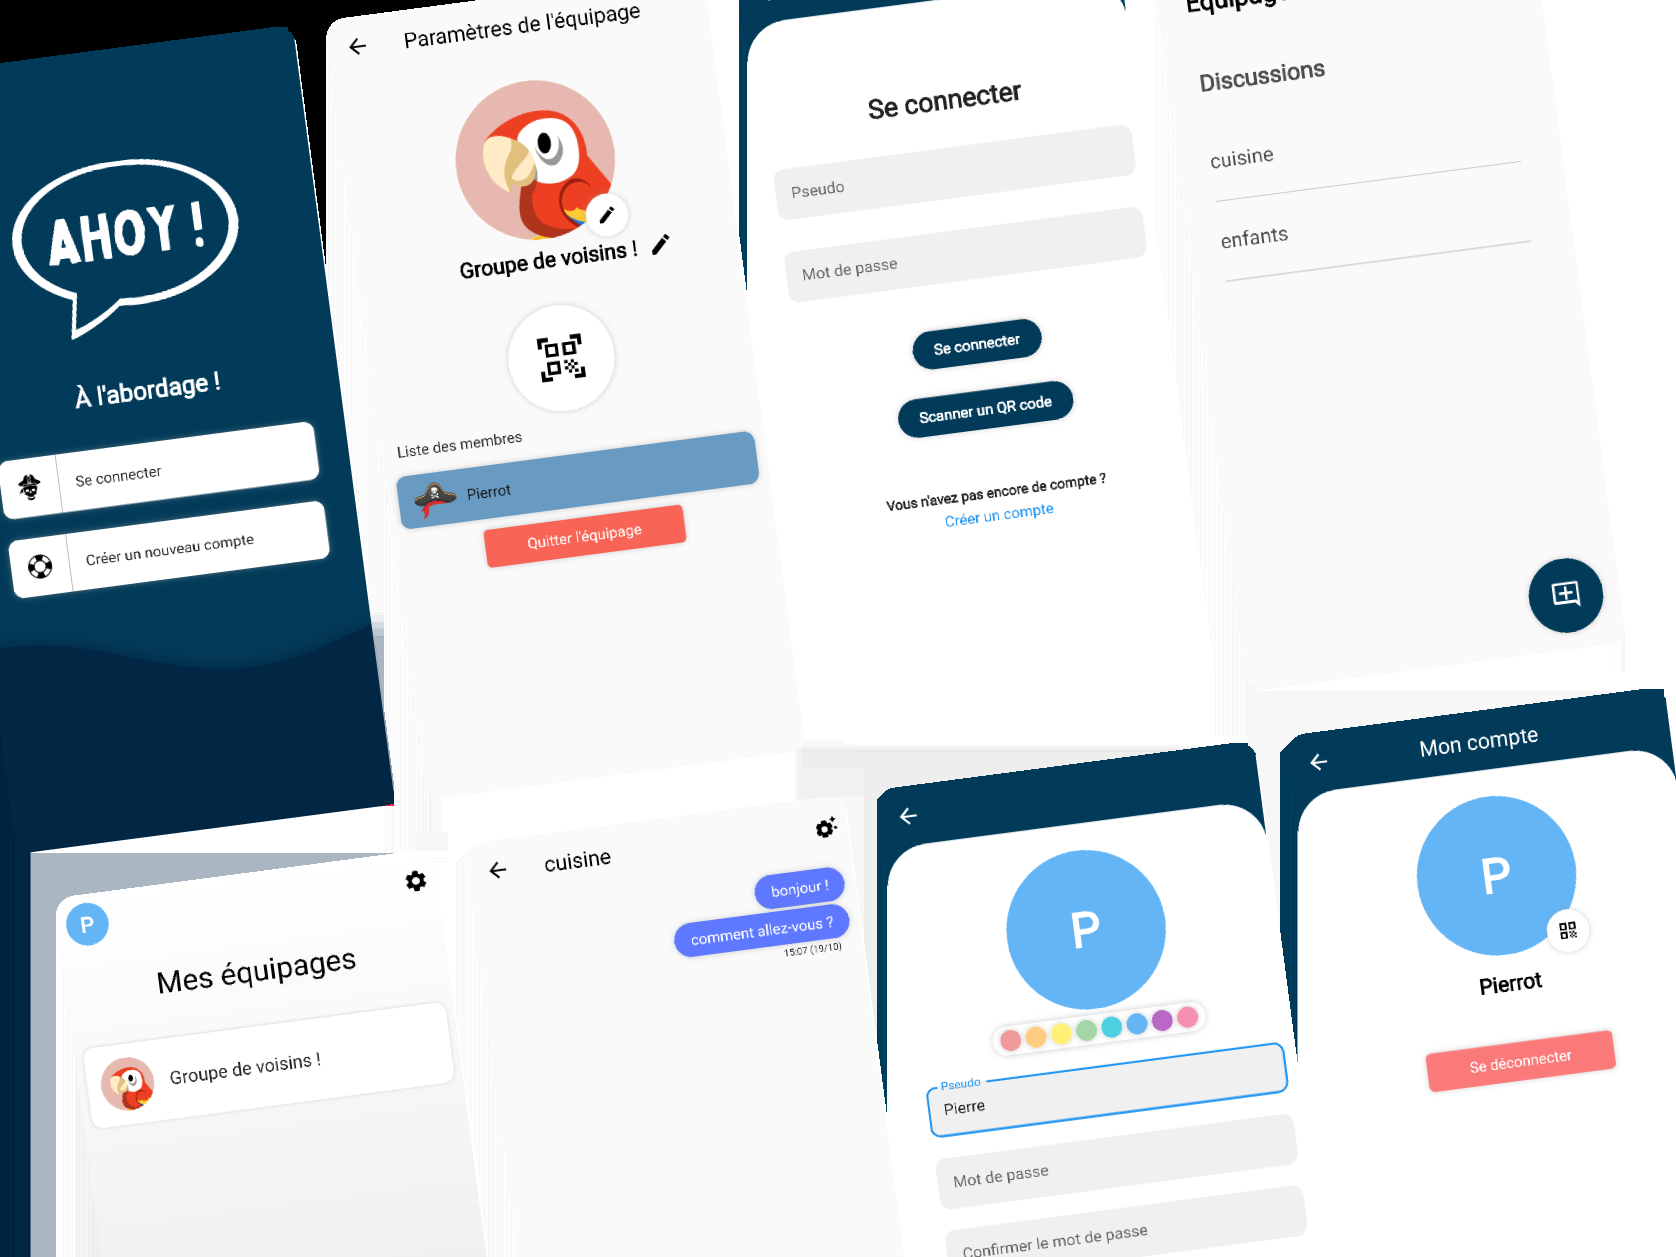 AHOY !
À l'abordage !
Se connecter
Créer un nouveau compte
Paramètres de l'équipage
Groupe de voisins !
Liste des membres
Pierrot
Quitter l'équipage
Se connecter
Pseudo
Mot de passe
Se connecter
Scanner un QR code
Vous n'avez pas encore de compte ?
Créer un compte
Discussions
cuisine
enfants
P
Mes équipages
Groupe de voisins !
cuisine
bonjour !
comment allez-vous ?
15:07 (19/10)
P
Pseudo
Pierre
Mot de passe
Confirmer le mot de passe
Mon compte
P
Pierrot
Se déconnecter